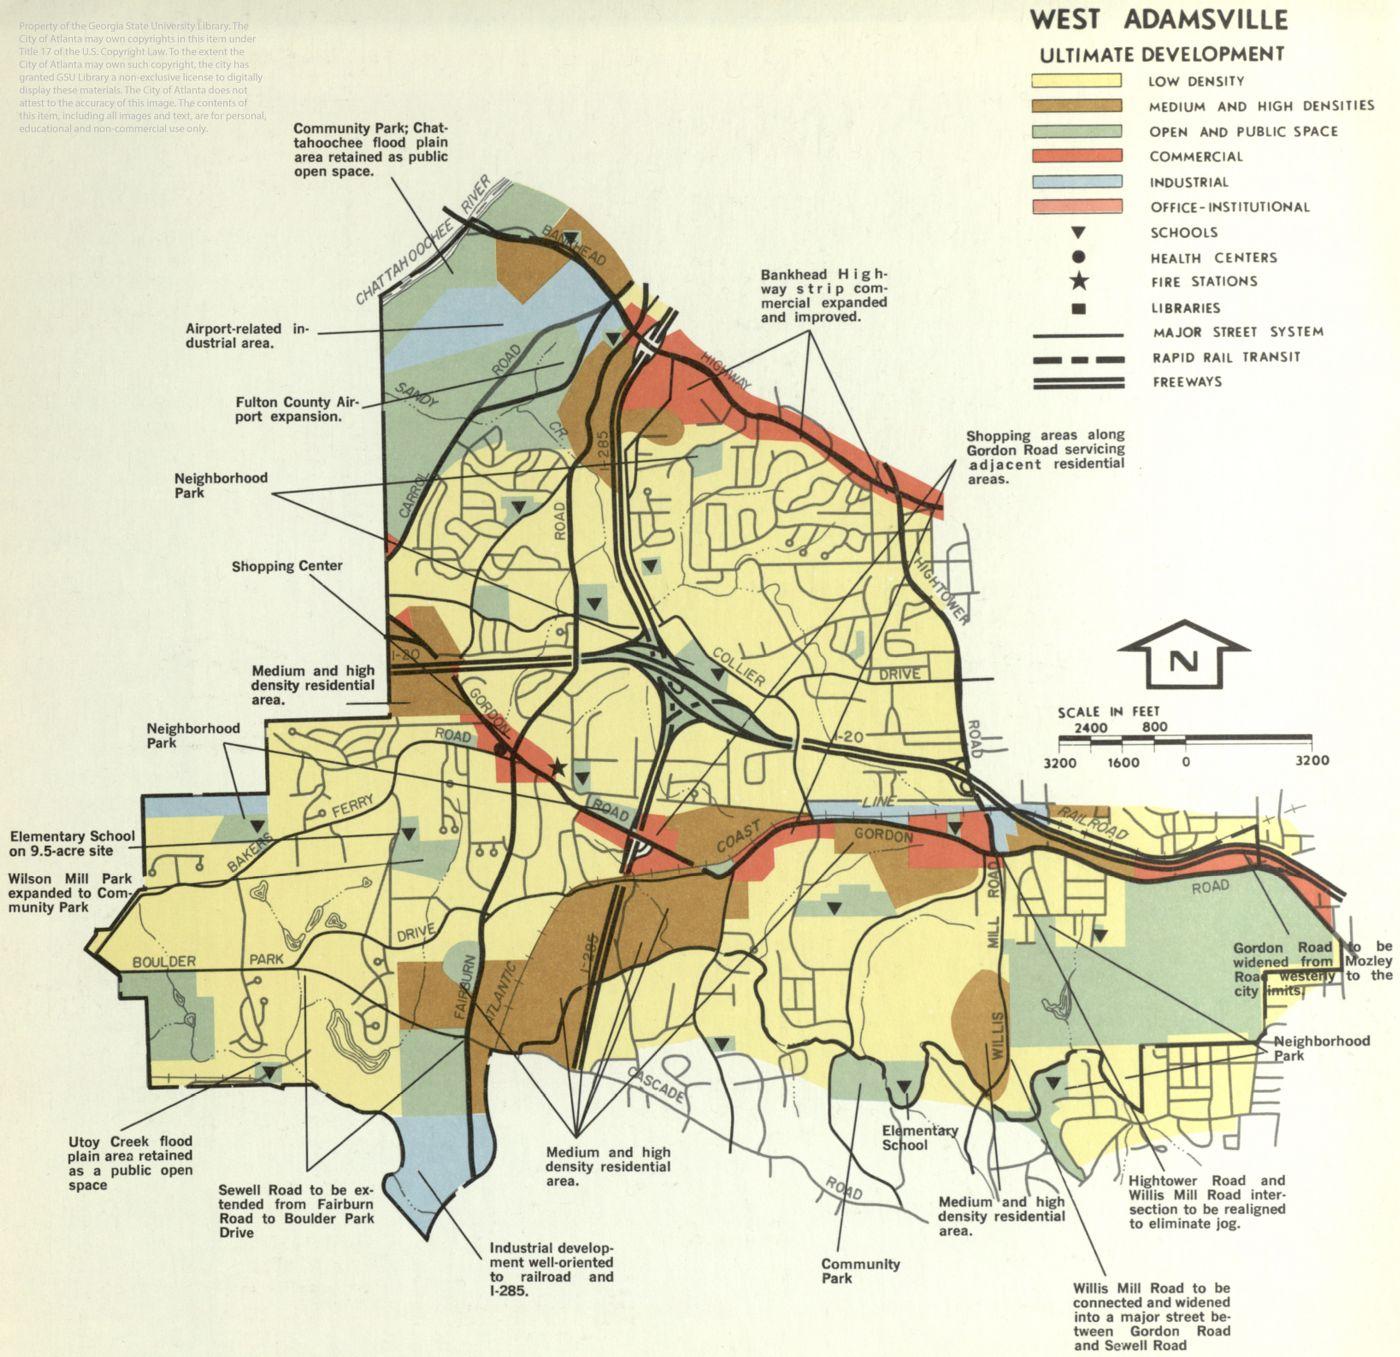 Property of the Georgia State University Library. The
City of Atlanta may own copyrights in this item under
Title 17 of the U.S. Copyright Law. To the extent the
City of Atlanta may own such copyright, the city has
granted GSU Library a non-exclusive license to digitally
display these materials. The City of Atlanta does not
attest to the accuracy of this image. The contents of
this item, including all images and text, are for personal,
educational and non-commercial use only.
WEST ADAMSVILLE
ULTIMATE DEVELOPMENT
LOW DENSITY
MEDIUM AND HIGH DENSITIES
OPEN AND PUBLIC SPACE
COMMERCIAL
INDUSTRIAL
OFFICE-INSTITUTIONAL
SCHOOLS
HEALTH CENTERS
FIRE STATIONS
LIBRARIES
MAJOR STREET SYSTEM
RAPID RAIL TRANSIT
FREEWAYS
Community Park; Chat-
tahoochee flood plain
area retained as public
open space.
CHATTAHOOCHEE RIVER
BANKHEAD
HIGHWAY
Bankhead High-
way strip com-
mercial expanded
and improved.
Airport-related in-
dustrial area.
ROAD
SANDY
CR.
Fulton County Air-
port expansion.
I-285
Shopping areas along
Gordon Road servicing
adjacent residential
areas.
Neighborhood
Park
CARROL
ROAD
Shopping Center
HIGHTOWER
I-20
COLLIER
DRIVE
N
Medium and high
density residential
area.
GORDON
SCALE IN FEET
2400 800
3200 1600 0 3200
Neighborhood
Park
ROAD
I-20
ROAD
FERRY
ROAD
LINE
RAILROAD
Elementary School
on 9.5-acre site
BAKERS
COAST
GORDON
Wilson Mill Park
expanded to Com-
munity Park
ROAD
ROAD
DRIVE
MILL
BOULDER PARK
I-285
Gordon Road to be
widened from Mozley
Road westerly to the
city limits.
FAIRBURN
ATLANTIC
WILLIS
Neighborhood
Park
CASCADE
Utoy Creek flood
plain area retained
as a public open
space
Elementary
School
Medium and high
density residential
area.
Sewell Road to be ex-
tended from Fairburn
Road to Boulder Park
Drive
ROAD
Medium and high
density residential
area.
Hightower Road and
Willis Mill Road inter-
section to be realigned
to eliminate jog.
Industrial develop-
ment well-oriented
to railroad and
I-285.
Community
Park
Willis Mill Road to be
connected and widened
into a major street be-
tween Gordon Road
and Sewell Road